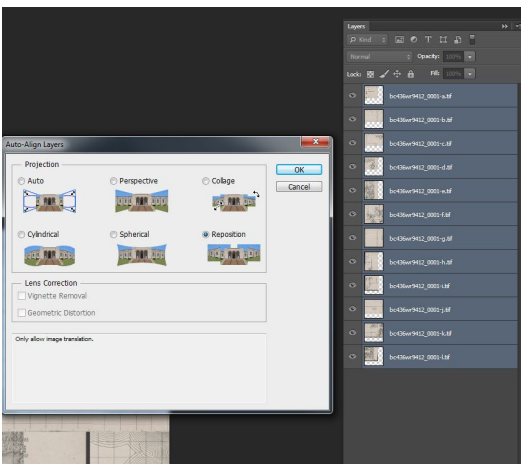 Layers
Kind
Normal Opacity: 100%
Lock: Fill: 100%
bc436wr9412_0001-a.tif
bc436wr9412_0001-b.tif
bc436wr9412_0001-c.tif
bc436wr9412_0001-d.tif
bc436wr9412_0001-e.tif
bc436wr9412_0001-f.tif
bc436wr9412_0001-g.tif
bc436wr9412_0001-h.tif
bc436wr9412_0001-i.tif
bc436wr9412_0001-j.tif
bc436wr9412_0001-k.tif
bc436wr9412_0001-l.tif
Auto-Align Layers
Projection
Auto Perspective Collage
Cylindrical Spherical Reposition
OK
Cancel
Lens Correction
Vignette Removal
Geometric Distortion
Only allow image translation.